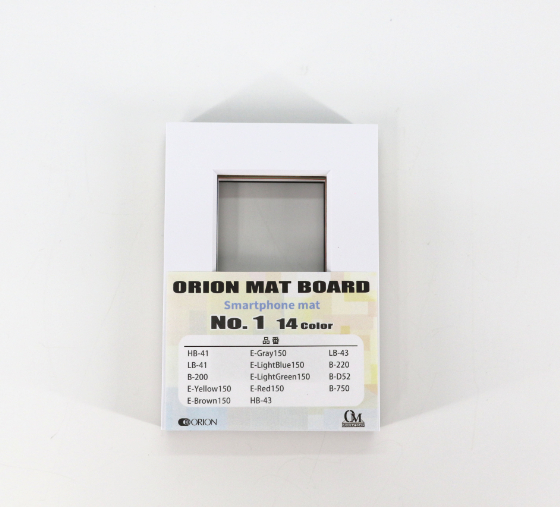 ORION MAT BOARD
Smartphone mat
No. 1 14 Color
品 番
HB-41 E-Gray150 LB-43
LB-41 E-LightBlue150 B-220
B-200 E-LightGreen150 B-D52
E-Yellow150 E-Red150 B-750
E-Brown150 HB-43
ORION OM